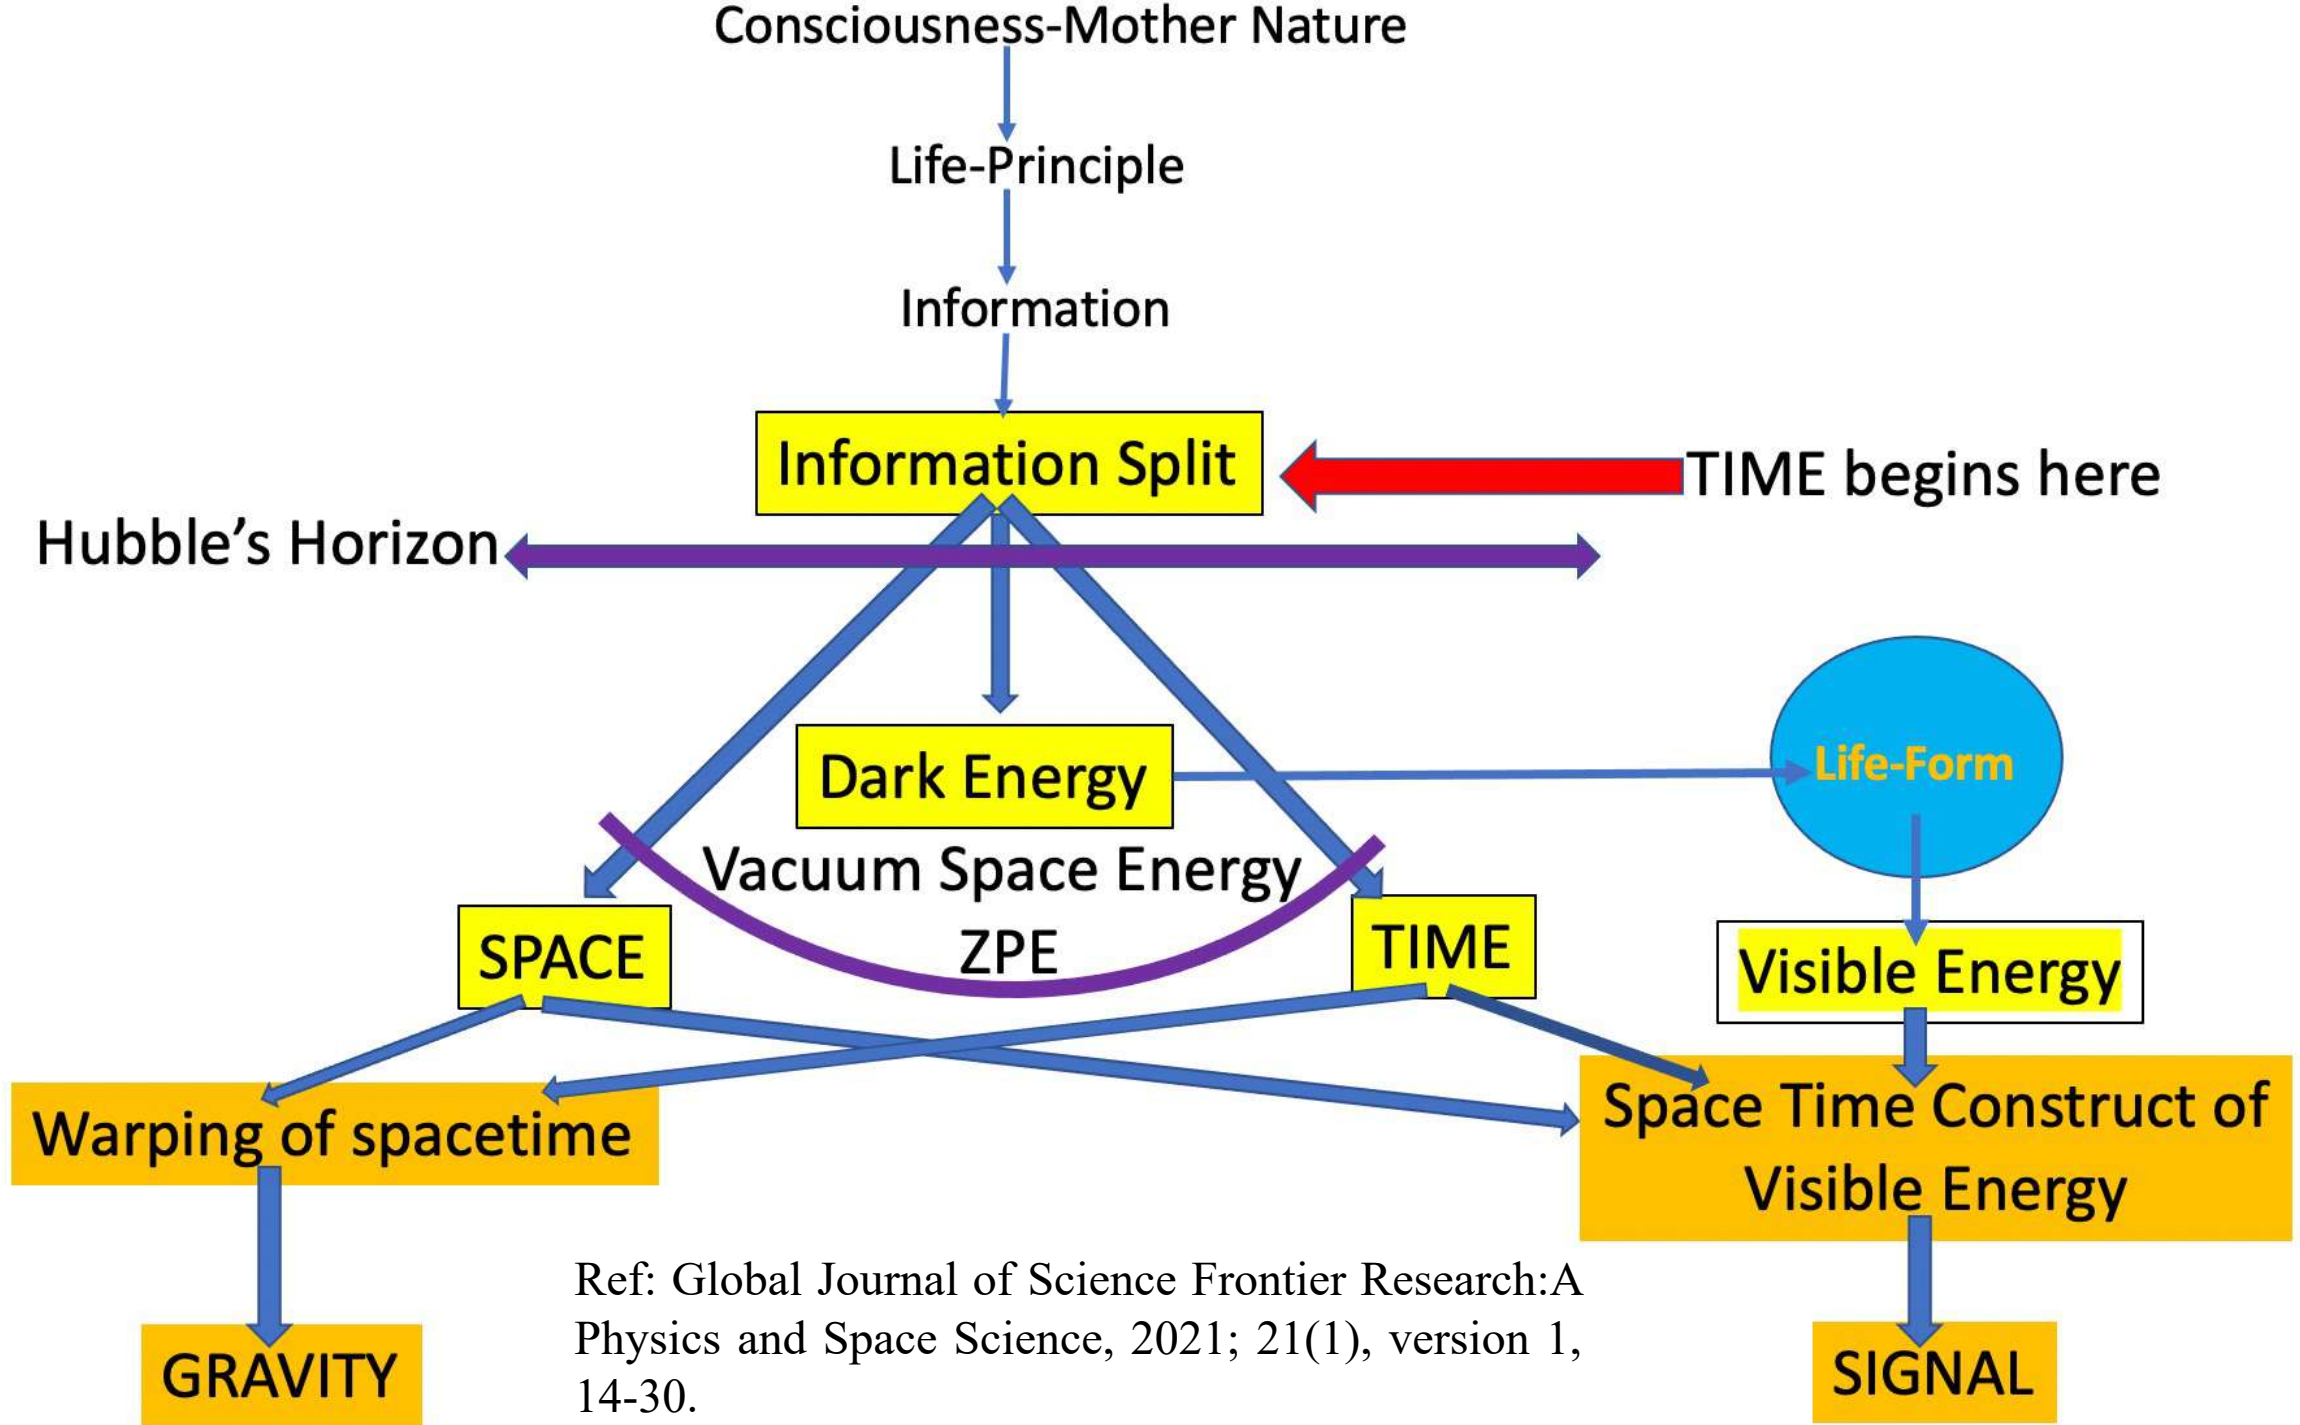 Consciousness-Mother Nature
Life-Principle
Information
Information Split
TIME begins here
Hubble’s Horizon
Dark Energy
Life-Form
Vacuum Space Energy
ZPE
SPACE
TIME
Visible Energy
Warping of spacetime
Space Time Construct of
Visible Energy
GRAVITY
Ref: Global Journal of Science Frontier Research:A
Physics and Space Science, 2021; 21(1), version 1,
14-30.
SIGNAL